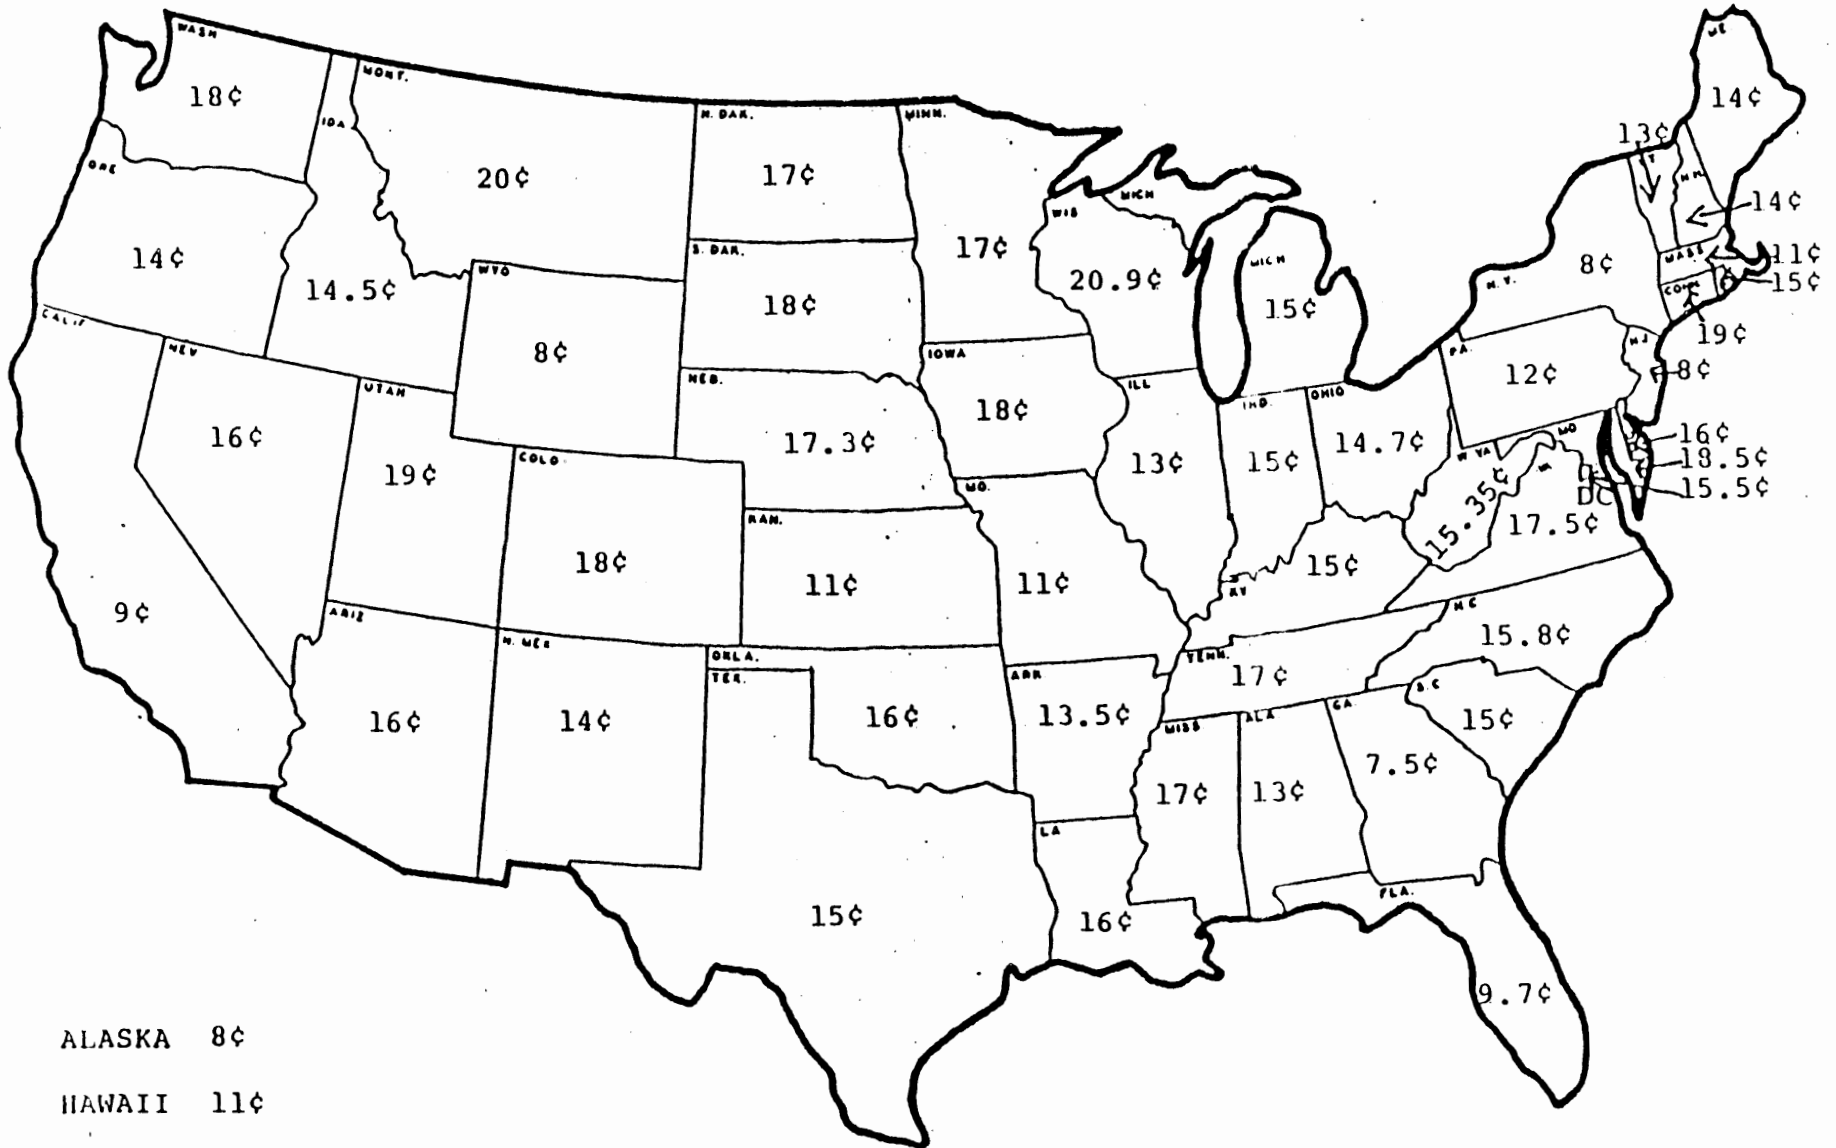 WASH
18¢
MONT.
IDA
20¢
N. DAK.
17¢
MINN.
17¢
ME
14¢
13¢
VT
N.H.
14¢
ORE
14¢
14.5¢
WYO
8¢
S. DAK.
18¢
WIS
20.9¢
MICH
MICH
15¢
N.Y.
8¢
MASS
11¢
15¢
CONN
19¢
CALIF
9¢
NEV
16¢
UTAH
19¢
NEB.
17.3¢
IOWA
18¢
ILL
13¢
IND.
15¢
OHIO
14.7¢
PA.
12¢
N.J.
8¢
MD
16¢
18.5¢
DC
15.5¢
W VA
15.35¢
VA
17.5¢
COLO
18¢
KAN.
11¢
MO.
11¢
KY
15¢
ARIZ
16¢
N. MEX
14¢
OKLA.
16¢
TEX.
15¢
ARK
13.5¢
TENN.
17¢
N C
15.8¢
S.C
15¢
MISS
17¢
ALA
13¢
GA.
7.5¢
LA
16¢
FLA.
9.7¢
ALASKA 8¢
HAWAII 11¢